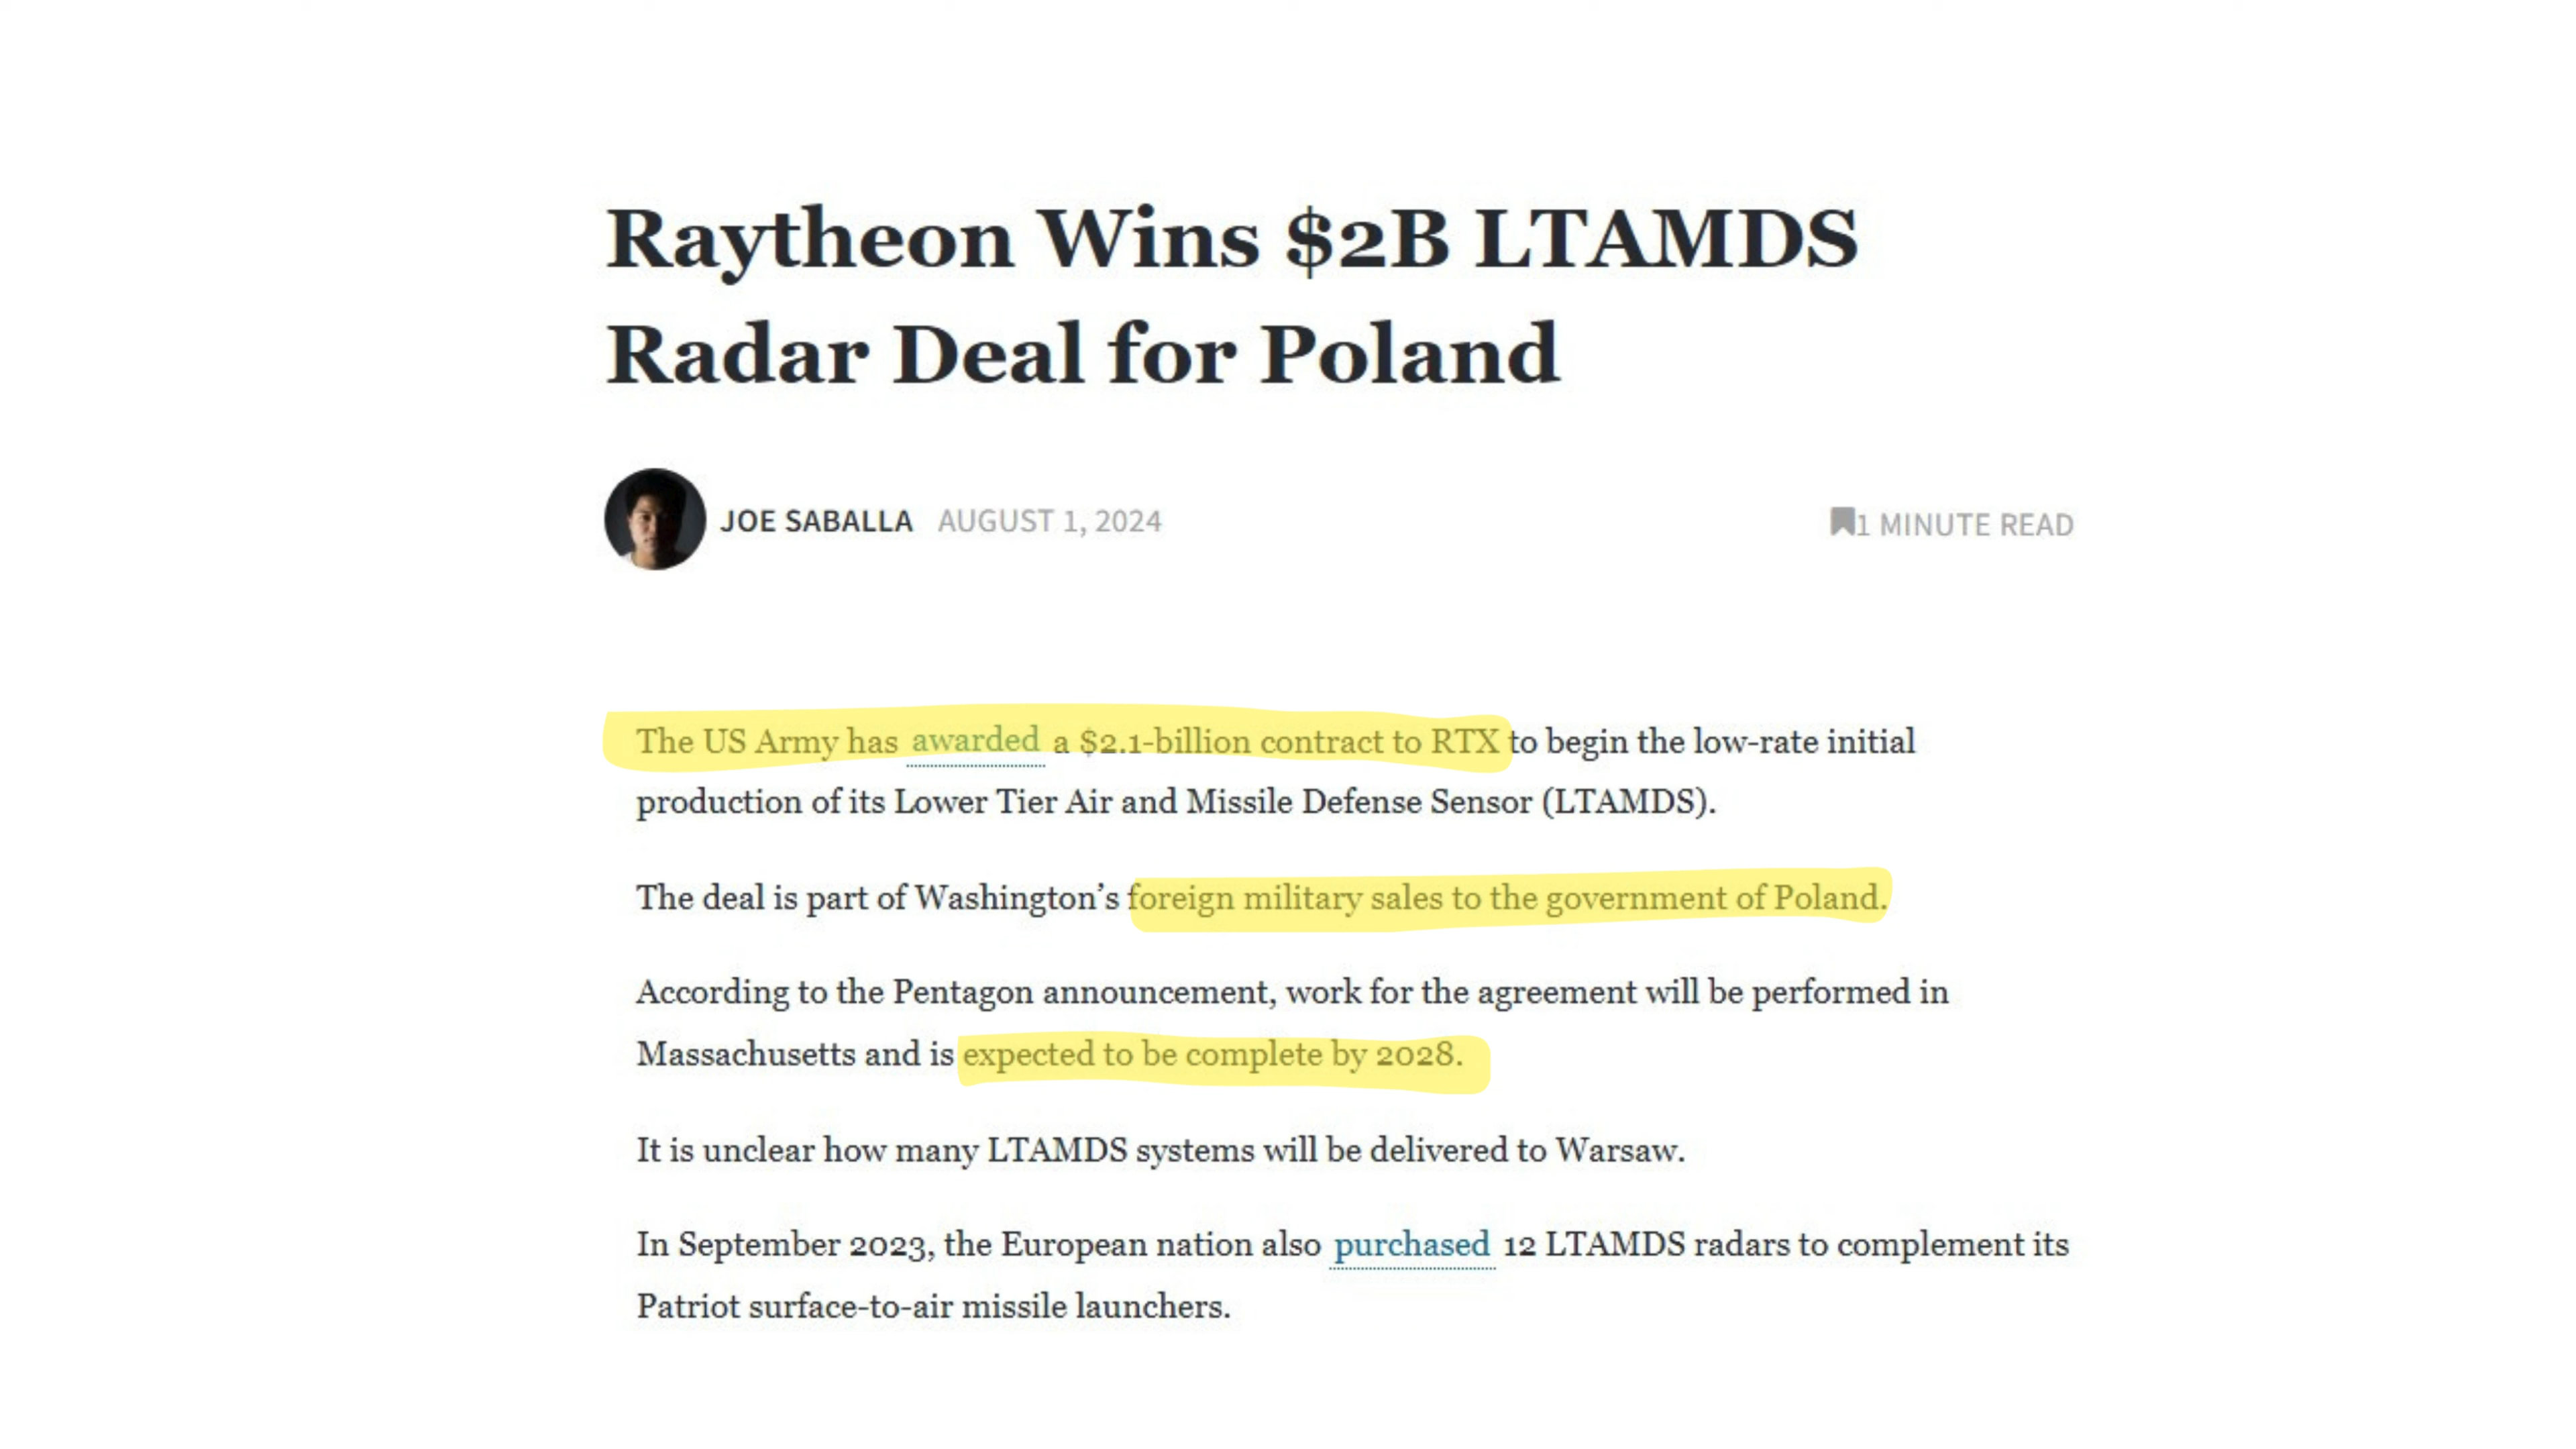 Raytheon Wins $2B LTAMDS
Radar Deal for Poland
JOE SABALLA AUGUST 1, 2024
1 MINUTE READ
The US Army has awarded a $2.1-billion contract to RTX to begin the low-rate initial
production of its Lower Tier Air and Missile Defense Sensor (LTAMDS).
The deal is part of Washington’s foreign military sales to the government of Poland.
According to the Pentagon announcement, work for the agreement will be performed in
Massachusetts and is expected to be complete by 2028.
It is unclear how many LTAMDS systems will be delivered to Warsaw.
In September 2023, the European nation also purchased 12 LTAMDS radars to complement its
Patriot surface-to-air missile launchers.